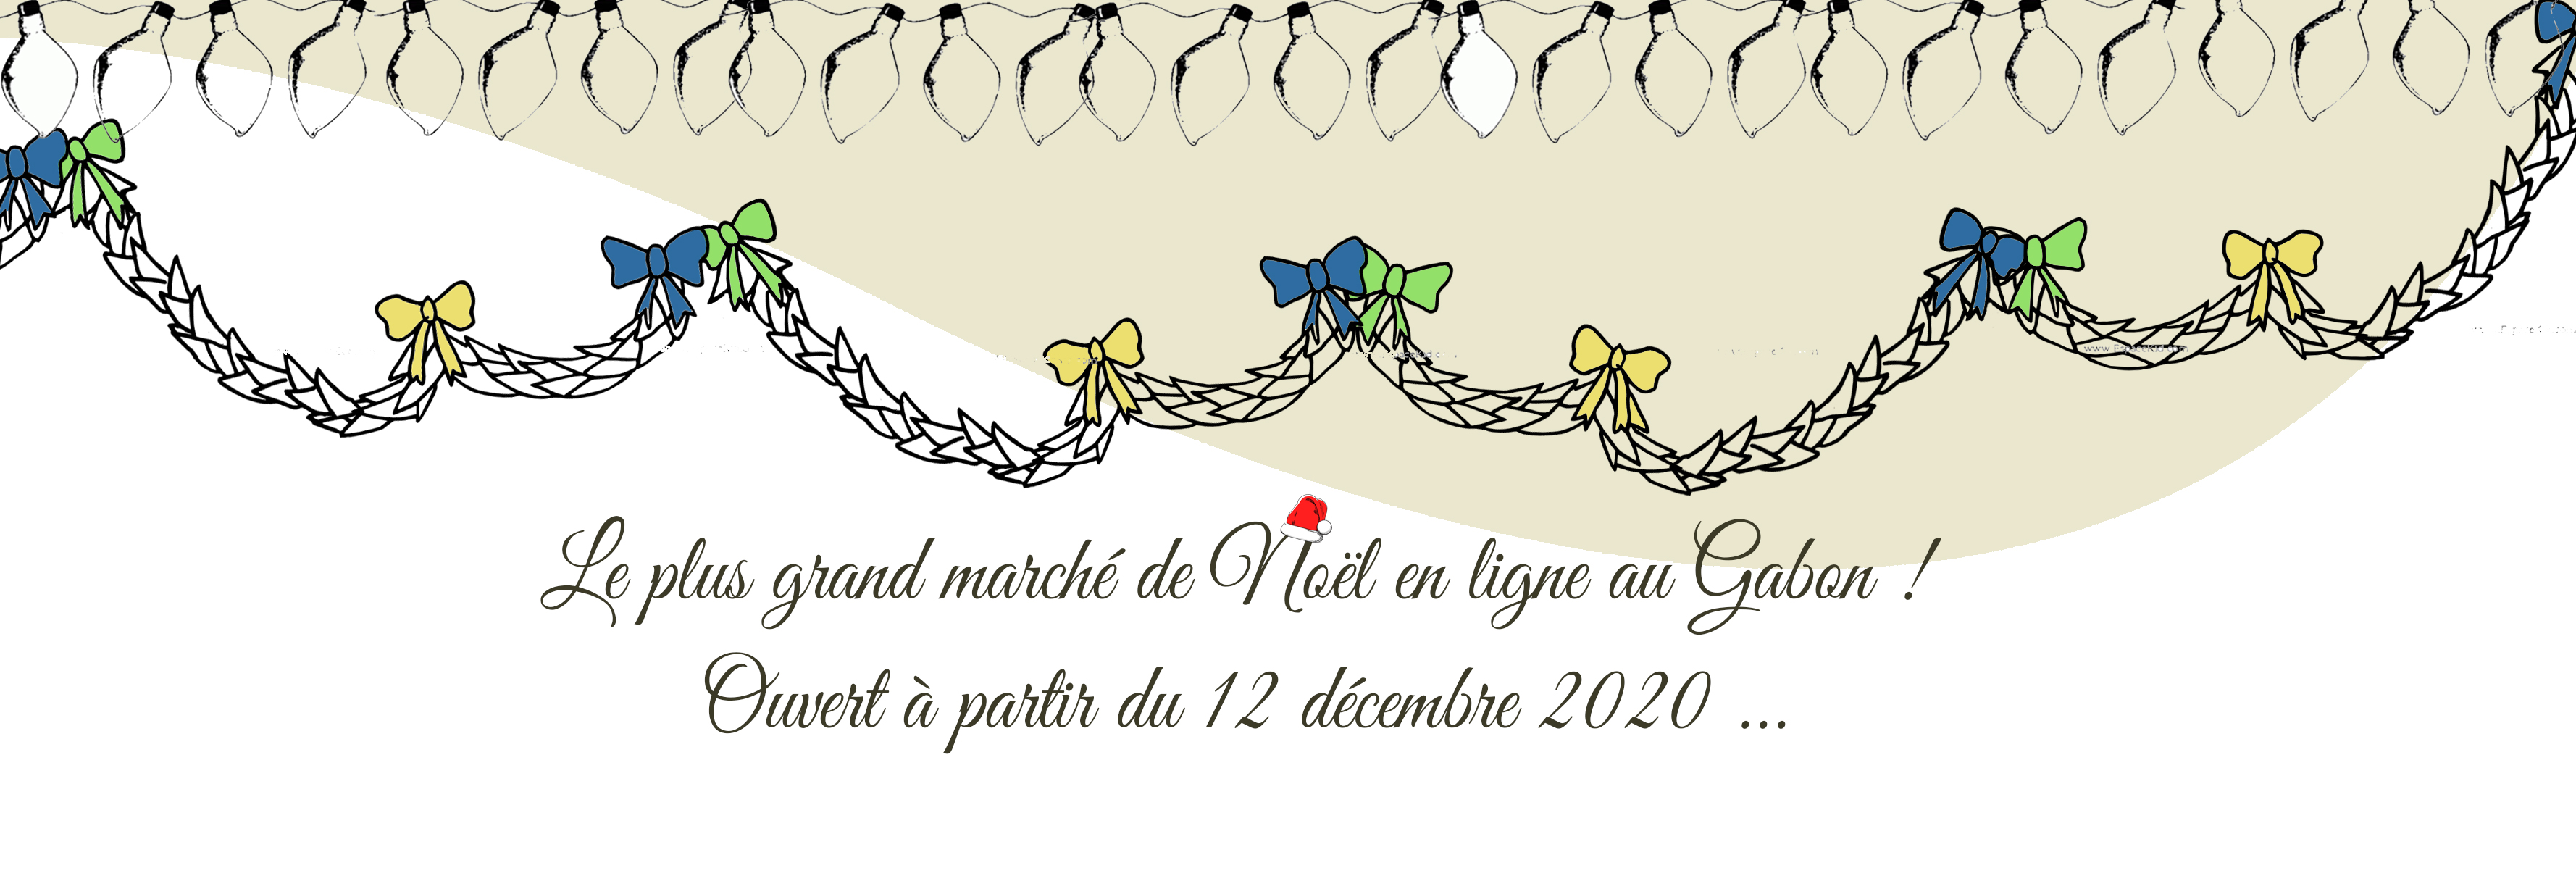 Le plus grand marché de Noël en ligne au Gabon !
Ouvert à partir du 12 décembre 2020 ...